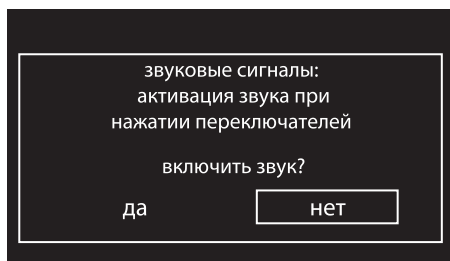 звуковые сигналы:
активация звука при
нажатии переключателей
включить звук?
да нет